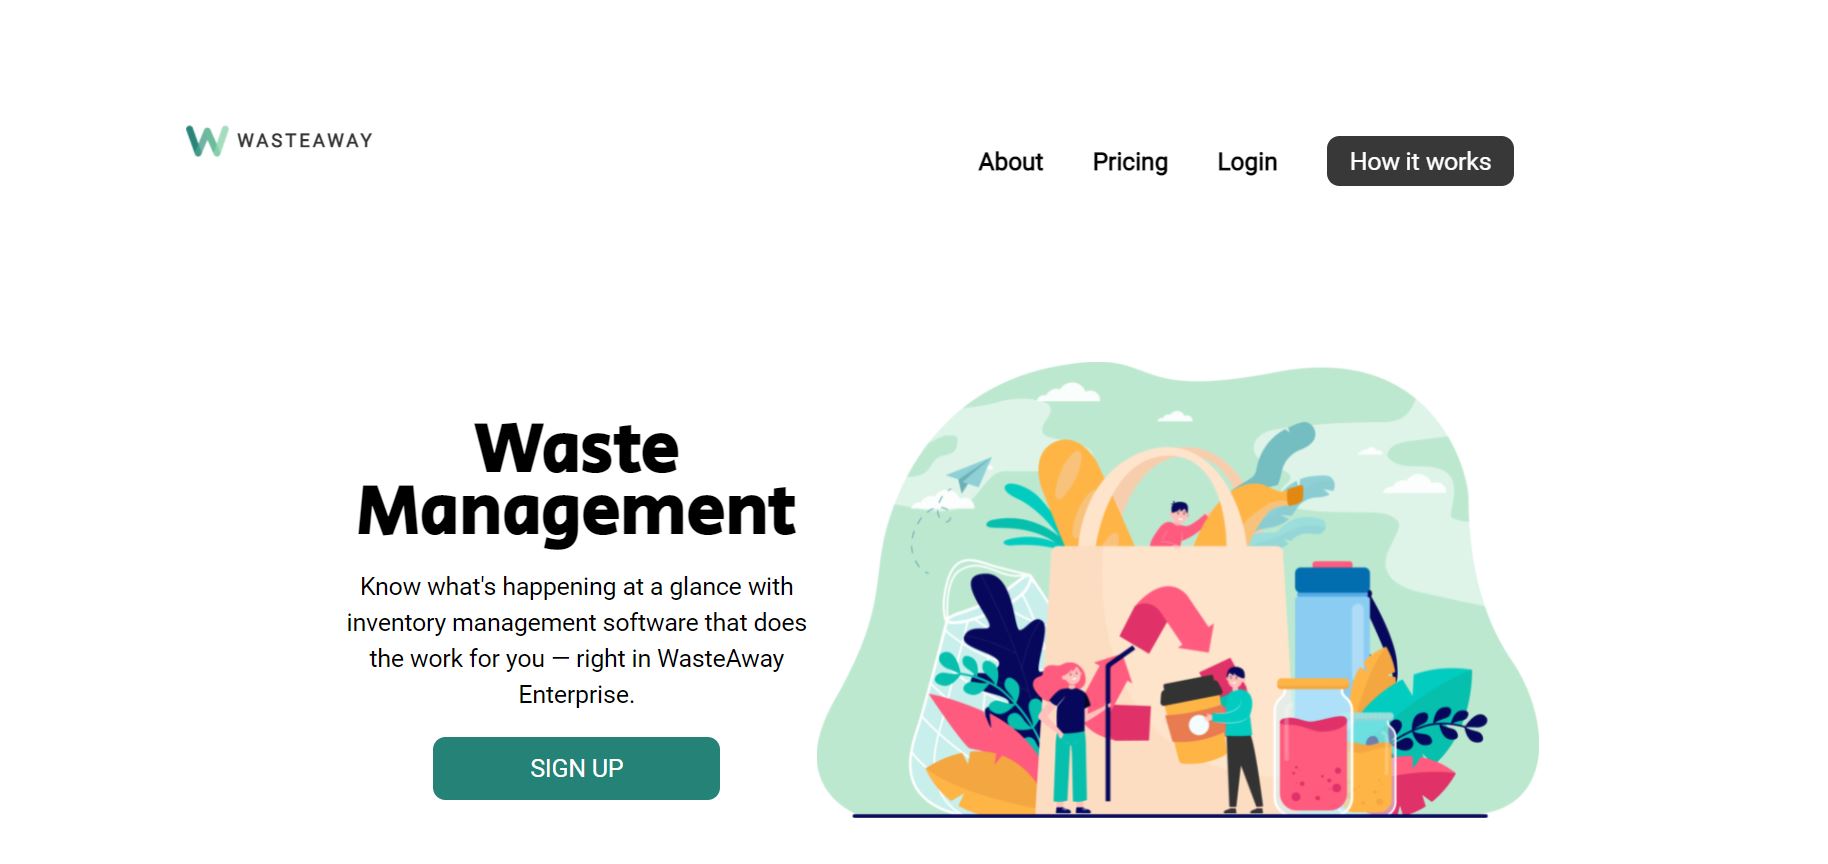 WASTEAWAY
About Pricing Login How it works
Waste
Management
Know what's happening at a glance with
inventory management software that does
the work for you — right in WasteAway
Enterprise.
SIGN UP